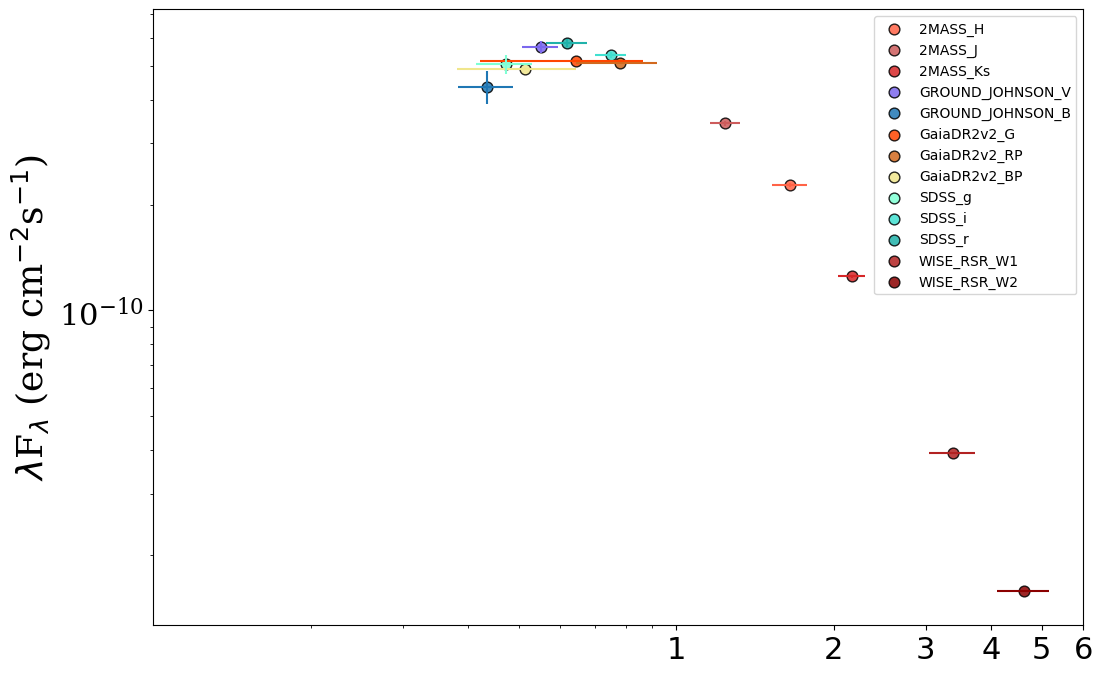 2MASS_H
2MASS_J
2MASS_Ks
GROUND_JOHNSON_V
GROUND_JOHNSON_B
GaiaDR2v2_G
GaiaDR2v2_RP
GaiaDR2v2_BP
SDSS_g
SDSS_i
SDSS_r
WISE_RSR_W1
WISE_RSR_W2
λF_λ (erg cm⁻²s⁻¹)
10⁻¹⁰
1 2 3 4 5 6